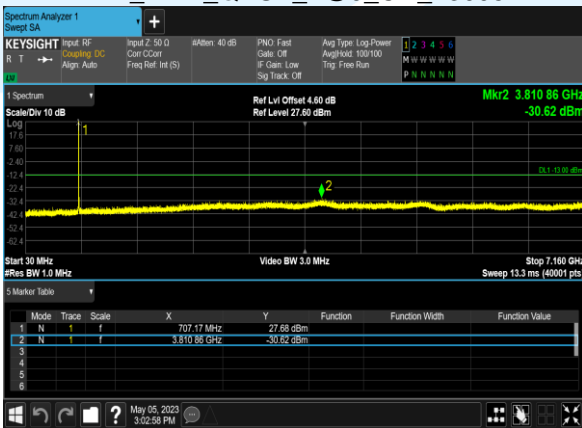 Spectrum Analyzer 1
Swept SA
+
KEYSIGHT
R T
LW
Input: RF
Coupling: DC
Align: Auto
Input Z: 50 Ω
Corr CCorr
Freq Ref: Int (S)
#Atten: 40 dB
PNO: Fast
Gate: Off
IF Gain: Low
Sig Track: Off
Avg Type: Log-Power
Avg|Hold: 100/100
Trig: Free Run
1 2 3 4 5 6
M W W W W W
P N N N N N
1 Spectrum
Scale/Div 10 dB
Ref Lvl Offset 4.60 dB
Ref Level 27.60 dBm
Mkr2 3.810 86 GHz
-30.62 dBm
Log
17.6
7.60
-2.40
-12.4
-22.4
-32.4
-42.4
-52.4
-62.4
1
2
DL1 -13.00 dBm
Start 30 MHz
#Res BW 1.0 MHz
Video BW 3.0 MHz
Stop 7.160 GHz
Sweep 13.3 ms (40001 pts
5 Marker Table
Mode Trace Scale X Y Function Function Width Function Value
1 N 1 f 707.17 MHz 27.68 dBm
2 N 1 f 3.810 86 GHz -30.62 dBm
3
4
5
6
?
May 05, 2023
3:02:58 PM